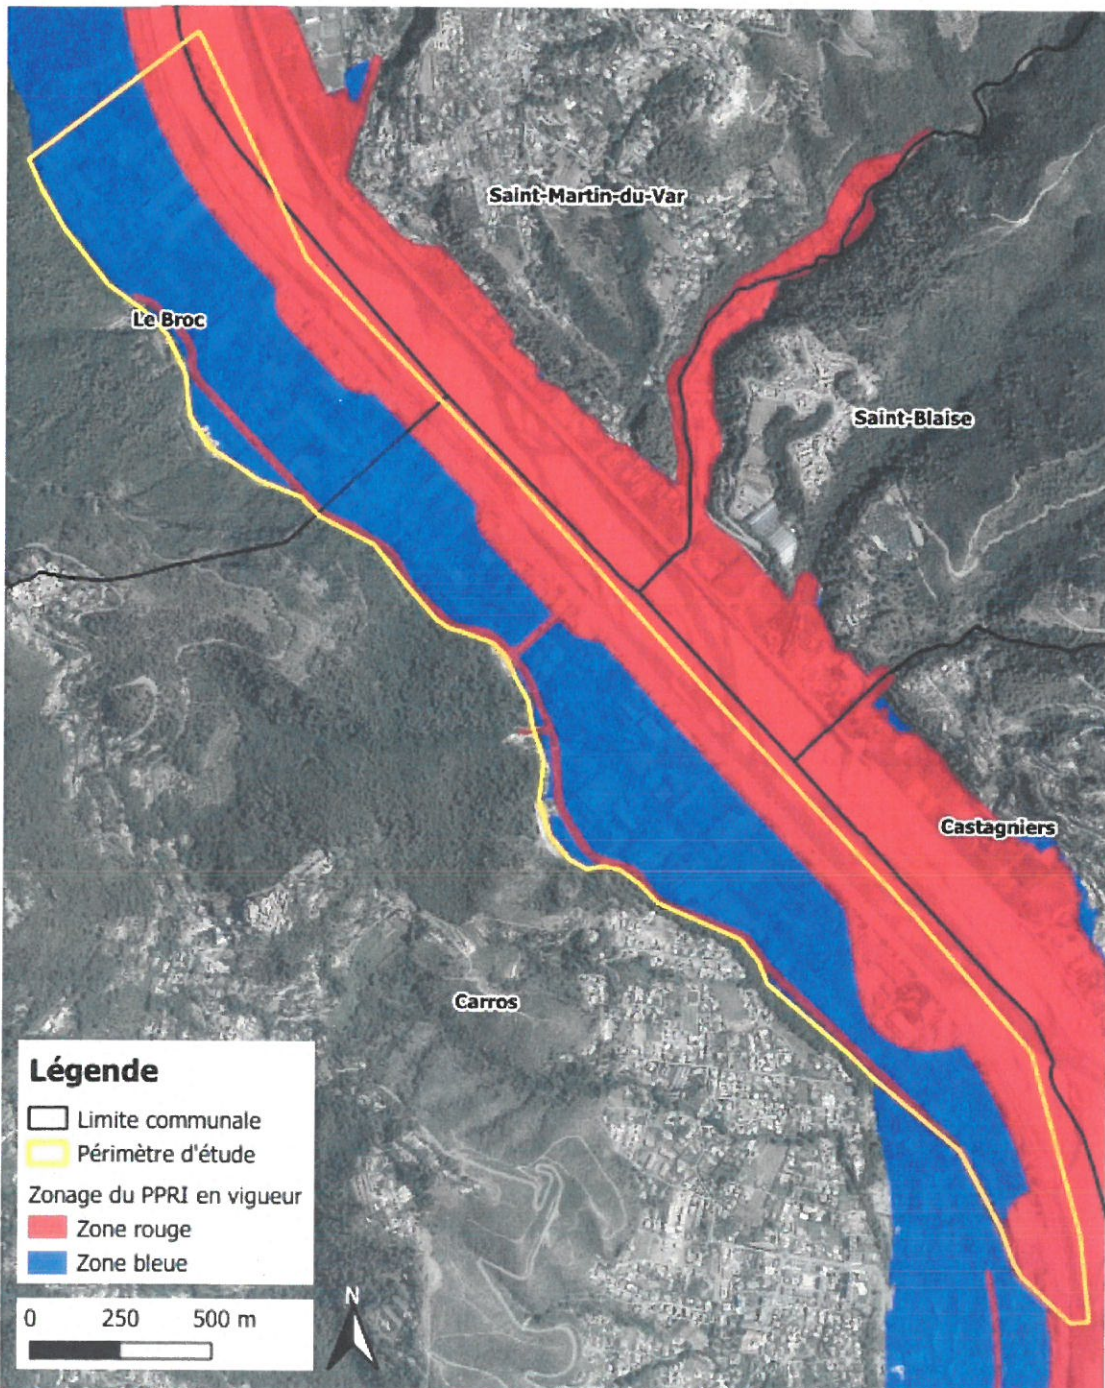 Saint-Martin-du-Var
Le Broc
Saint-Blaise
Castagniers
Carros
Légende
Limite communale
Périmètre d'étude
Zonage du PPRI en vigueur
Zone rouge
Zone bleue
0 250 500 m
N